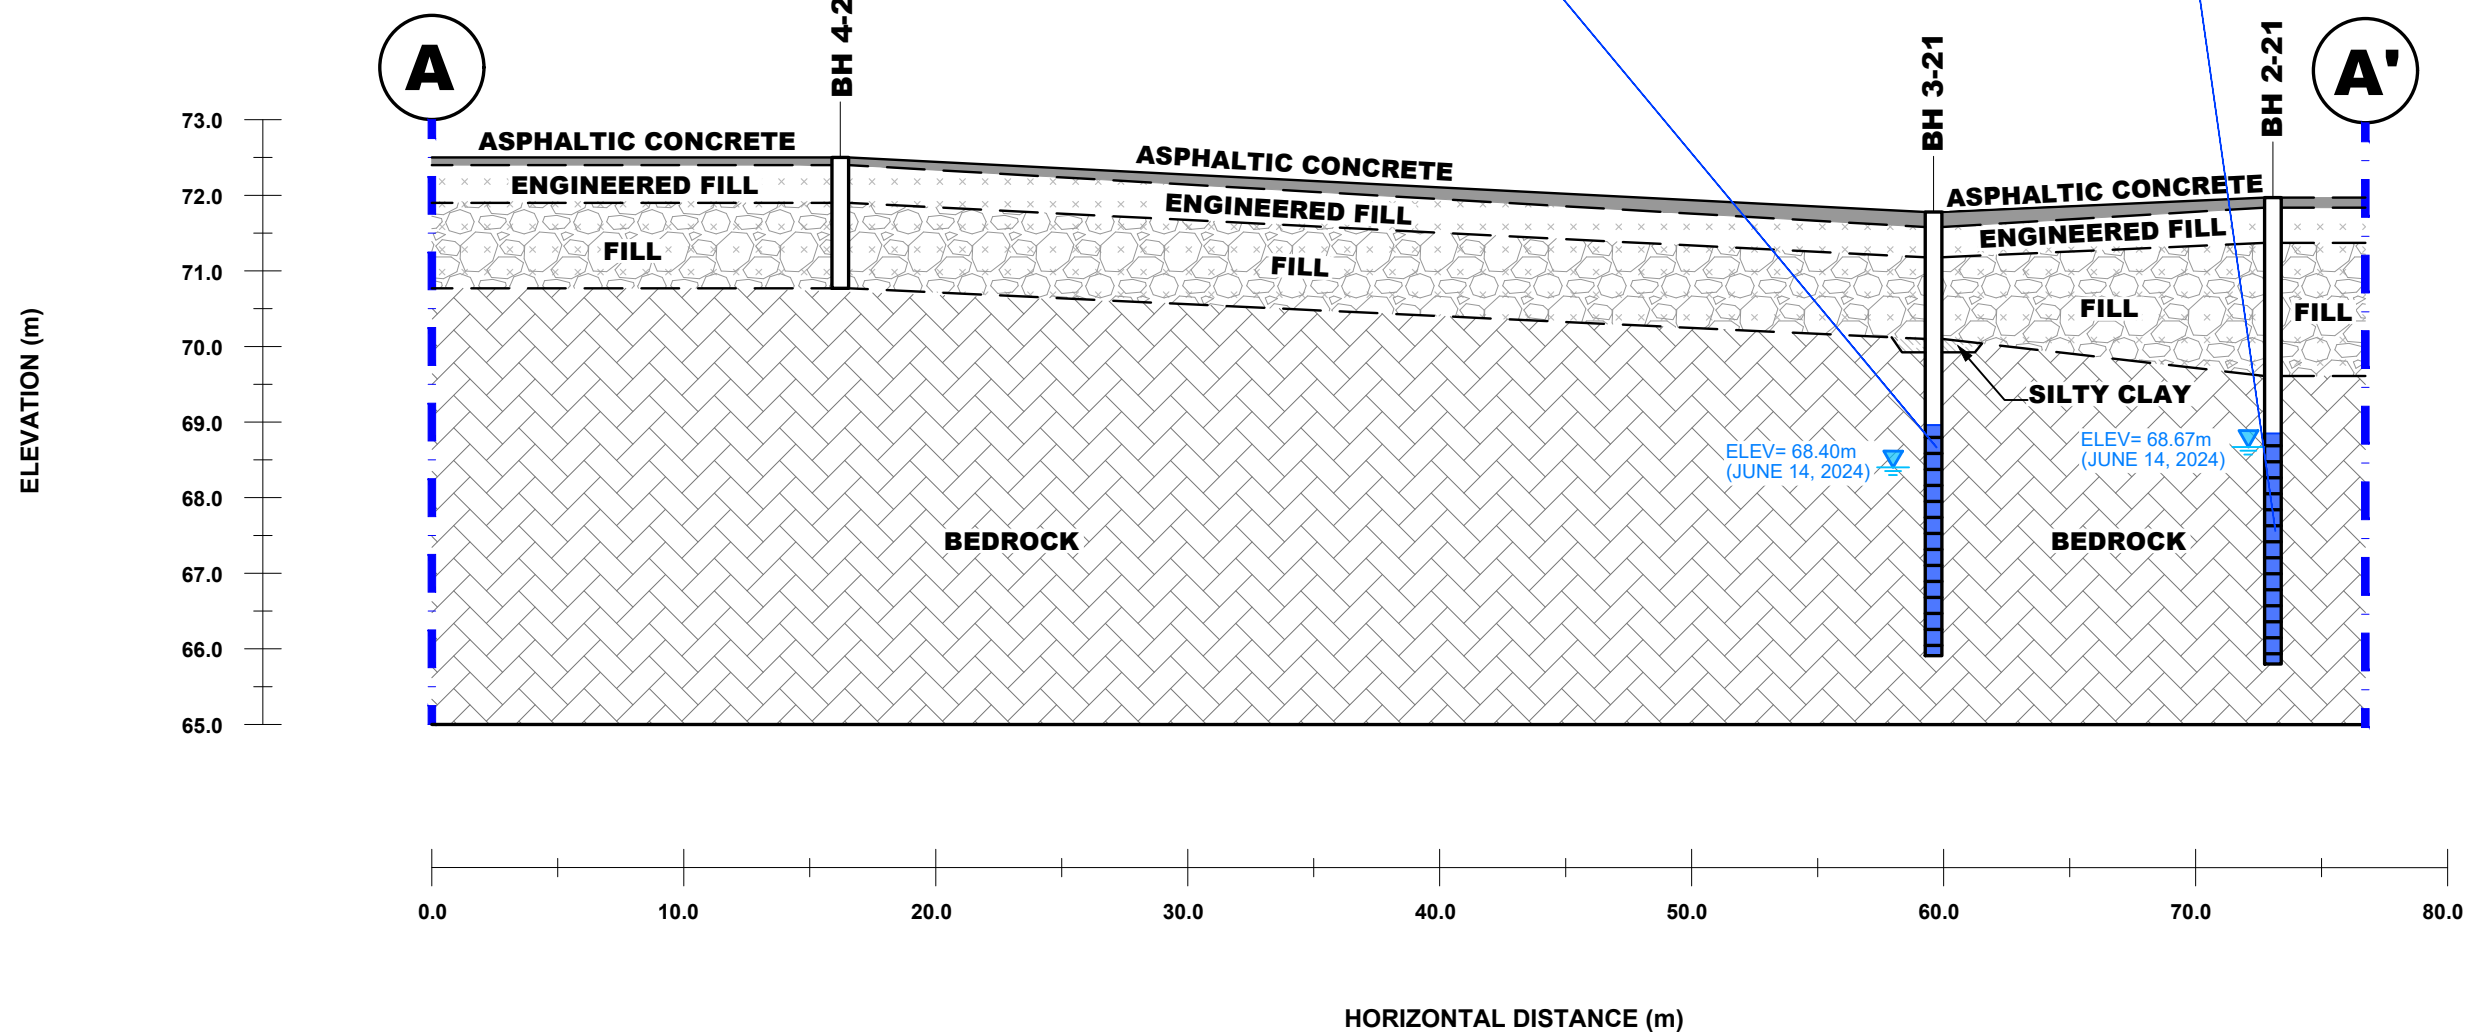 A
BH 4-2
BH 3-21
BH 2-21
A'
73.0
72.0
71.0
70.0
69.0
68.0
67.0
66.0
65.0
ELEVATION (m)
ASPHALTIC CONCRETE
ENGINEERED FILL
FILL
ASPHALTIC CONCRETE
ENGINEERED FILL
FILL
ASPHALTIC CONCRETE
ENGINEERED FILL
FILL
FILL
SILTY CLAY
ELEV= 68.40m
(JUNE 14, 2024)
ELEV= 68.67m
(JUNE 14, 2024)
BEDROCK
BEDROCK
0.0
10.0
20.0
30.0
40.0
50.0
60.0
70.0
80.0
HORIZONTAL DISTANCE (m)